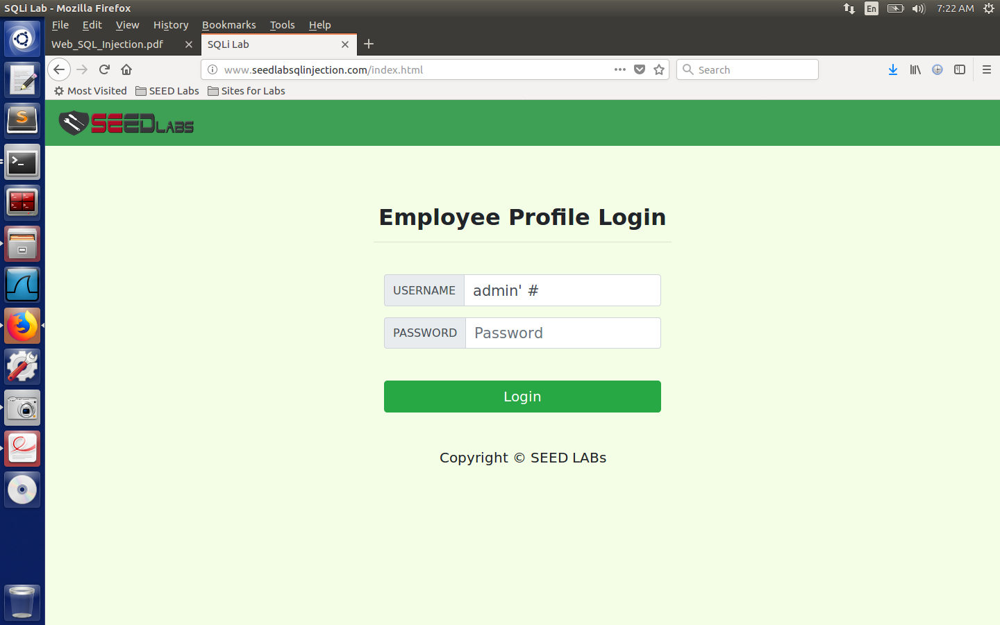 SQLi Lab - Mozilla Firefox
En
7:22 AM
File Edit View History Bookmarks Tools Help
Web_SQL_Injection.pdf
SQLi Lab
www.seedlabsqlinjection.com/index.html
Search
Most Visited
SEED Labs
Sites for Labs
SEEDLABS
Employee Profile Login
USERNAME
admin' #
PASSWORD
Password
Login
Copyright © SEED LABs